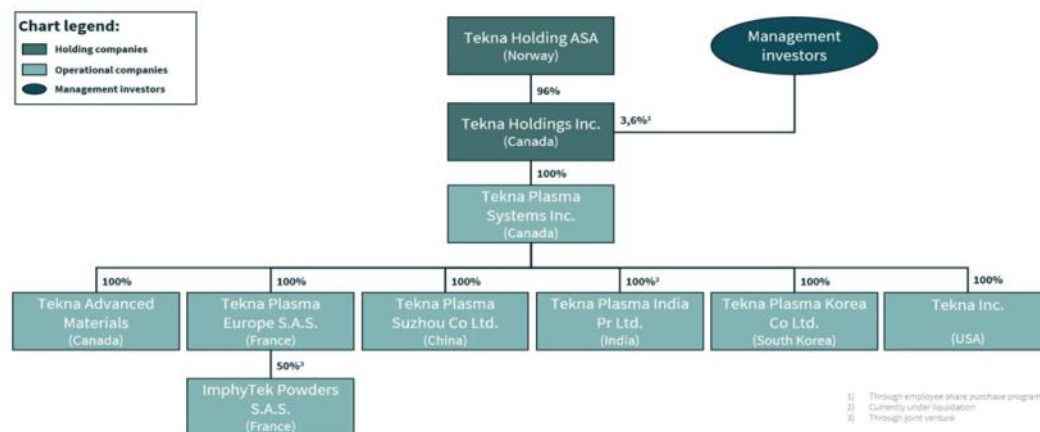 Chart legend:
Holding companies
Operational companies
Management investors
Tekna Holding ASA
(Norway)
Management
investors
96%
Tekna Holdings Inc.
(Canada)
3,6%¹
100%
Tekna Plasma
Systems Inc.
(Canada)
100%
100%
100%
100%²
100%
100%
Tekna Advanced
Materials
(Canada)
Tekna Plasma
Europe S.A.S.
(France)
Tekna Plasma
Suzhou Co Ltd.
(China)
Tekna Plasma India
Pr Ltd.
(India)
Tekna Plasma Korea
Co Ltd.
(South Korea)
Tekna Inc.
(USA)
50%³
ImphyTek Powders
S.A.S.
(France)
1) Through employee share purchase program
2) Currently under liquidation
3) Through joint venture